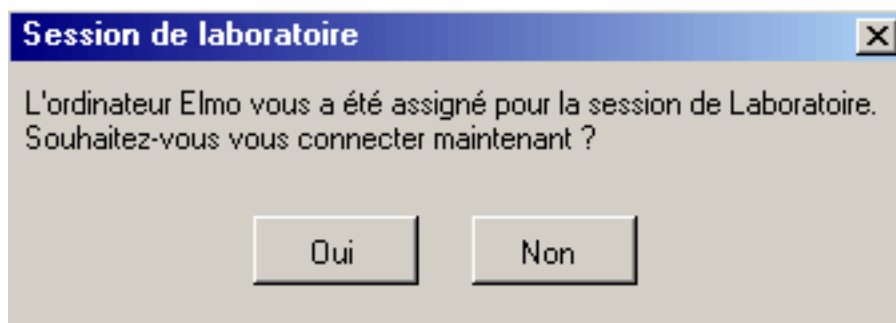 Session de laboratoire
L'ordinateur Elmo vous a été assigné pour la session de Laboratoire.
Souhaitez-vous vous connecter maintenant ?
Oui
Non